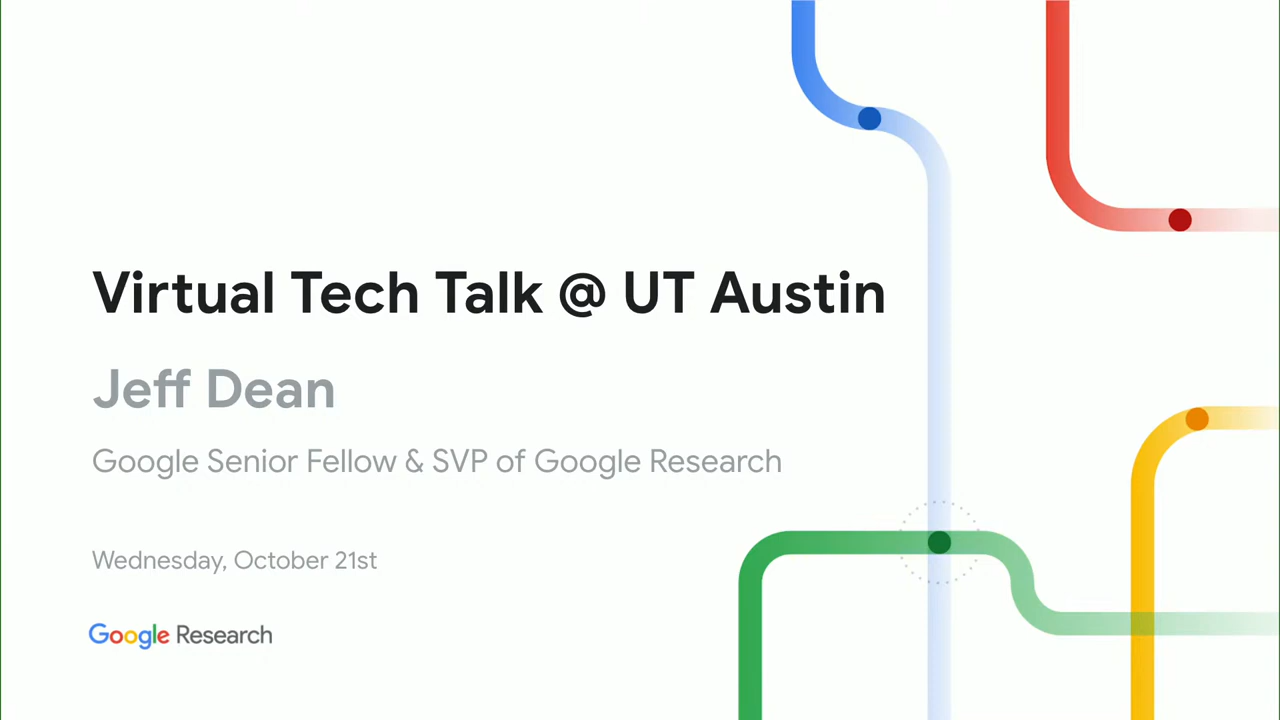 Virtual Tech Talk @ UT Austin
Jeff Dean
Google Senior Fellow & SVP of Google Research
Wednesday, October 21st
Google Research